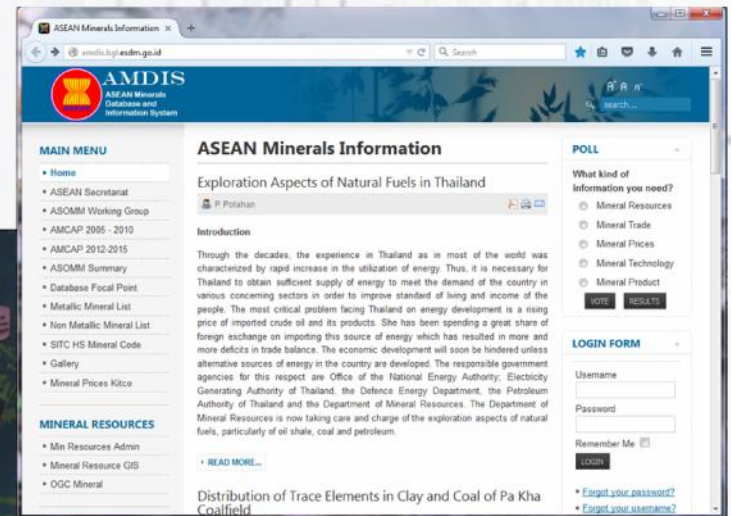 ASEAN Minerals Information
amdis.bgl.esdm.go.id
Search
AMDIS
ASEAN Minerals
Database and
Information System
search...
MAIN MENU
Home
ASEAN Secretariat
ASOMM Working Group
AMCAP 2005 - 2010
AMCAP 2012-2015
ASOMM Summary
Database Focal Point
Metallic Mineral List
Non Metallic Mineral List
SITC HS Mineral Code
Gallery
Mineral Prices Kitco
MINERAL RESOURCES
Min Resources Admin
Mineral Resource GIS
OGC Mineral
ASEAN Minerals Information
Exploration Aspects of Natural Fuels in Thailand
P. Polahan
Introduction
Through the decades, the experience in Thailand as in most of the world was
characterized by rapid increase in the utilization of energy. Thus, it is necessary for
Thailand to obtain sufficient supply of energy to meet the demand of the country in
various concerning sectors in order to improve standard of living and income of the
people. The most critical problem facing Thailand on energy development is a rising
price of imported crude oil and its products. She has been spending a great share of
foreign exchange on importing this source of energy which has resulted in more and
more deficits in trade balance. The economic development will soon be hindered unless
alternative sources of energy in the country are developed. The responsible government
agencies for this respect are Office of the National Energy Authority; Electricity
Generating Authority of Thailand, the Defence Energy Department, the Petroleum
Authority of Thailand and the Department of Mineral Resources. The Department of
Mineral Resources is now taking care and charge of the exploration aspects of natural
fuels, particularly of oil shale, coal and petroleum.
READ MORE...
Distribution of Trace Elements in Clay and Coal of Pa Kha
Coalfield
POLL
What kind of
information you need?
Mineral Resources
Mineral Trade
Mineral Prices
Mineral Technology
Mineral Product
VOTE RESULTS
LOGIN FORM
Username
Password
Remember Me
LOGIN
Forgot your password?
Forgot your username?